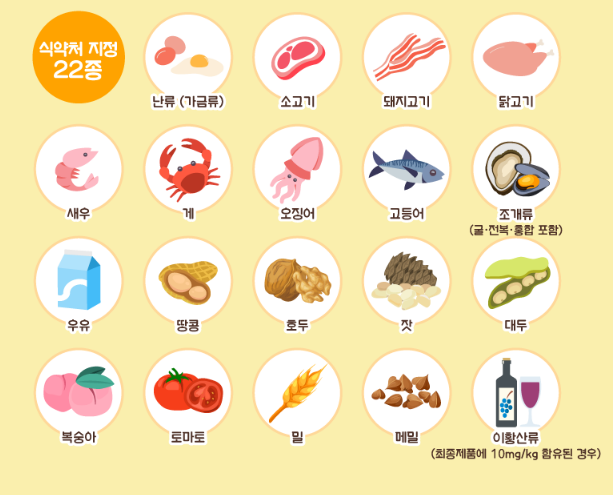 식약처 지정
22종
난류 (가금류)
소고기
돼지고기
닭고기
새우
게
오징어
고등어
조개류
(굴·전복·홍합 포함)
우유
땅콩
호두
잣
대두
복숭아
토마토
밀
메밀
이황산류
(최종제품에 10mg/kg 함유된 경우)